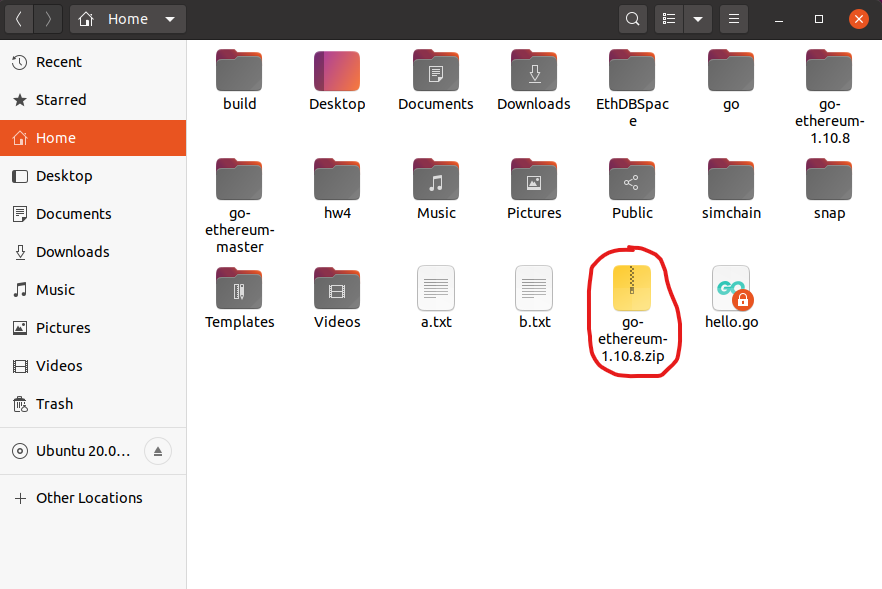 Home
Recent
Starred
Home
Desktop
Documents
Downloads
Music
Pictures
Videos
Trash
Ubuntu 20.0...
Other Locations
build
Desktop
Documents
Downloads
EthDBSpac
e
go
go-
ethereum-
1.10.8
go-
ethereum-
master
hw4
Music
Pictures
Public
simchain
snap
Templates
Videos
a.txt
b.txt
go-
ethereum-
1.10.8.zip
GO
hello.go